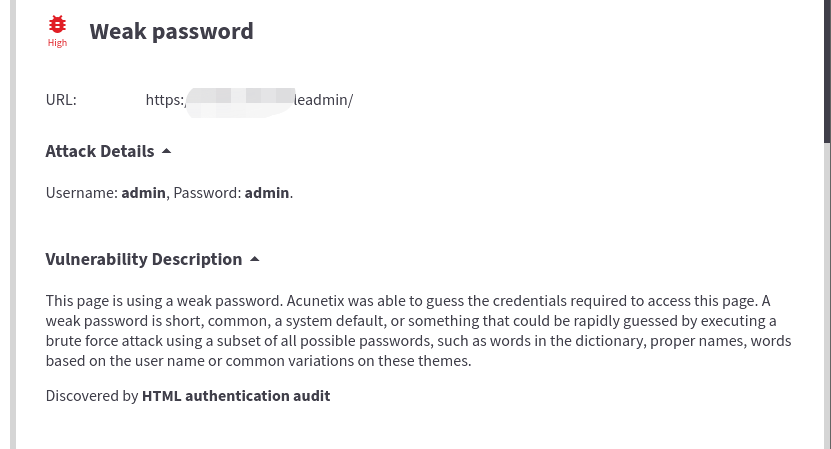 High
Weak password
URL: https:/ leadmin/
Attack Details
Username: admin, Password: admin.
Vulnerability Description
This page is using a weak password. Acunetix was able to guess the credentials required to access this page. A
weak password is short, common, a system default, or something that could be rapidly guessed by executing a
brute force attack using a subset of all possible passwords, such as words in the dictionary, proper names, words
based on the user name or common variations on these themes.
Discovered by HTML authentication audit